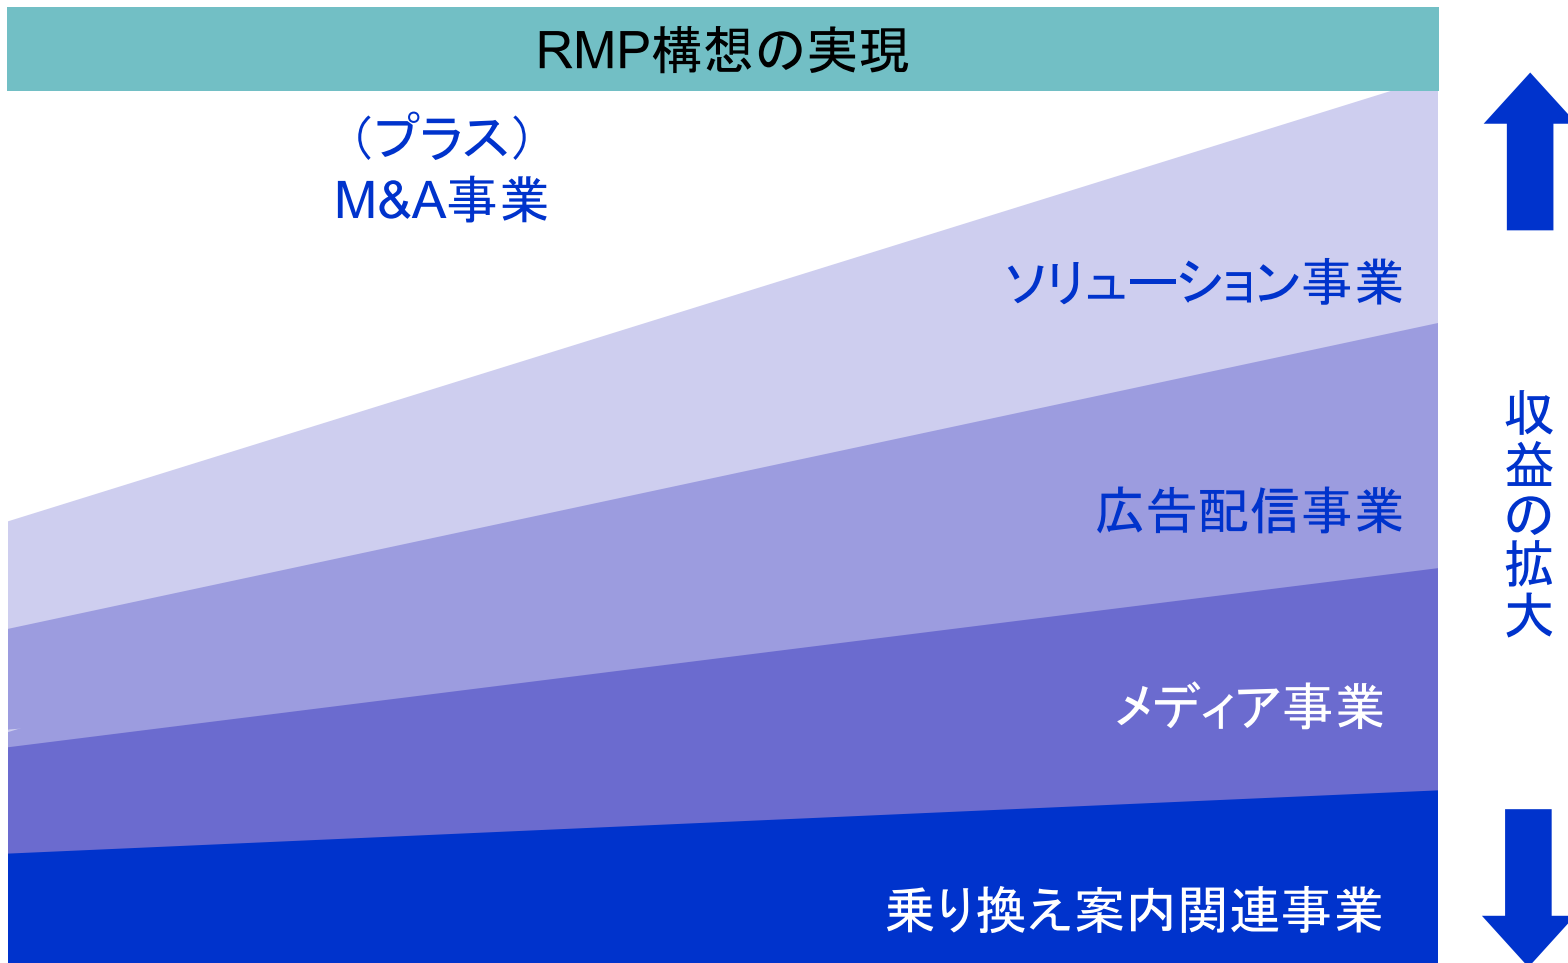 RMP構想の実現
（プラス）
M&A事業
ソリューション事業
広告配信事業
メディア事業
乗り換え案内関連事業
収益の拡大